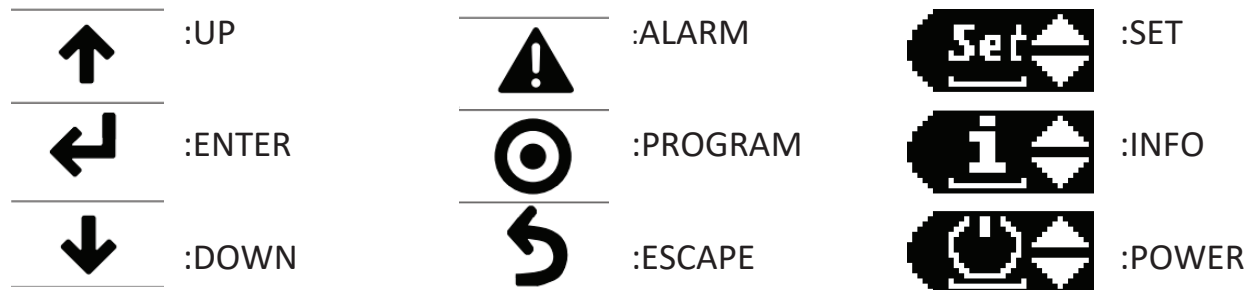 :UP
:ALARM
Set :SET
:ENTER
:PROGRAM
i :INFO
:DOWN
:ESCAPE
:POWER